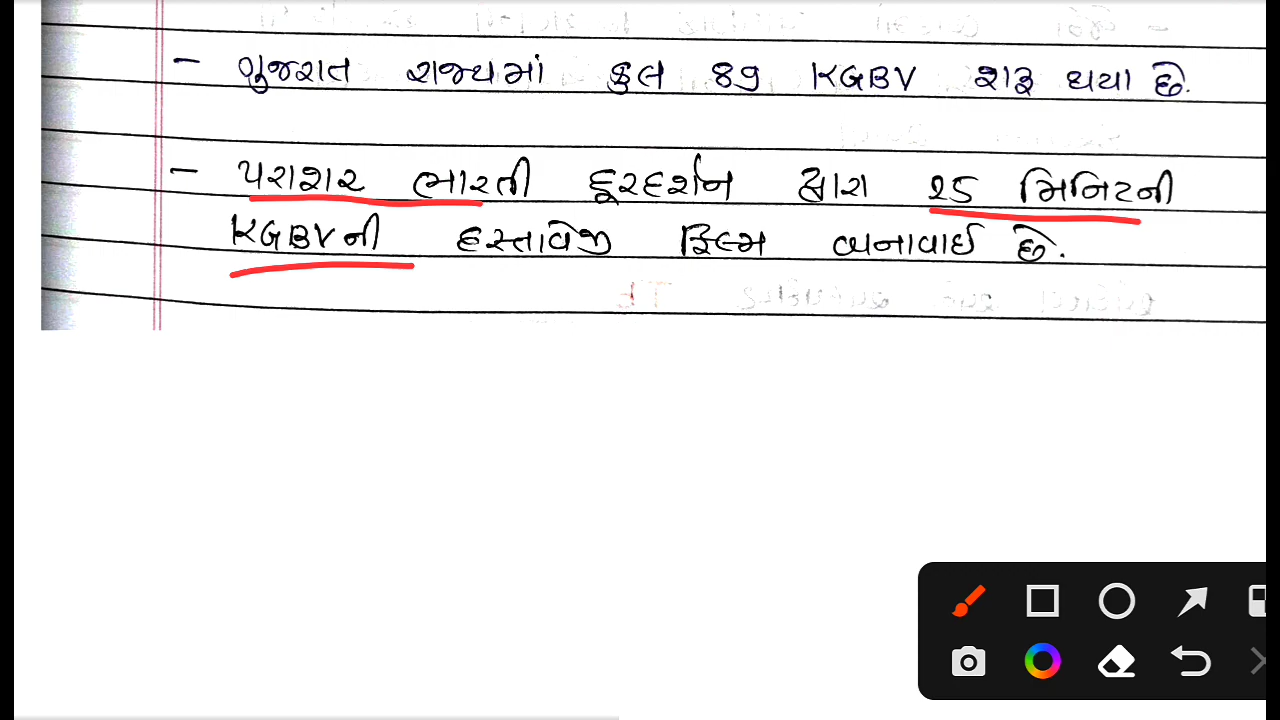 - ગુજરાત રાજ્યમાં કુલ 89 KGBV શરૂ થયા છે.
- પરાશર ભારતી દૂરદર્શન દ્વારા 25 મિનિટની
KGBVની દસ્તાવેજી ફિલ્મ બનાવાઈ છે.